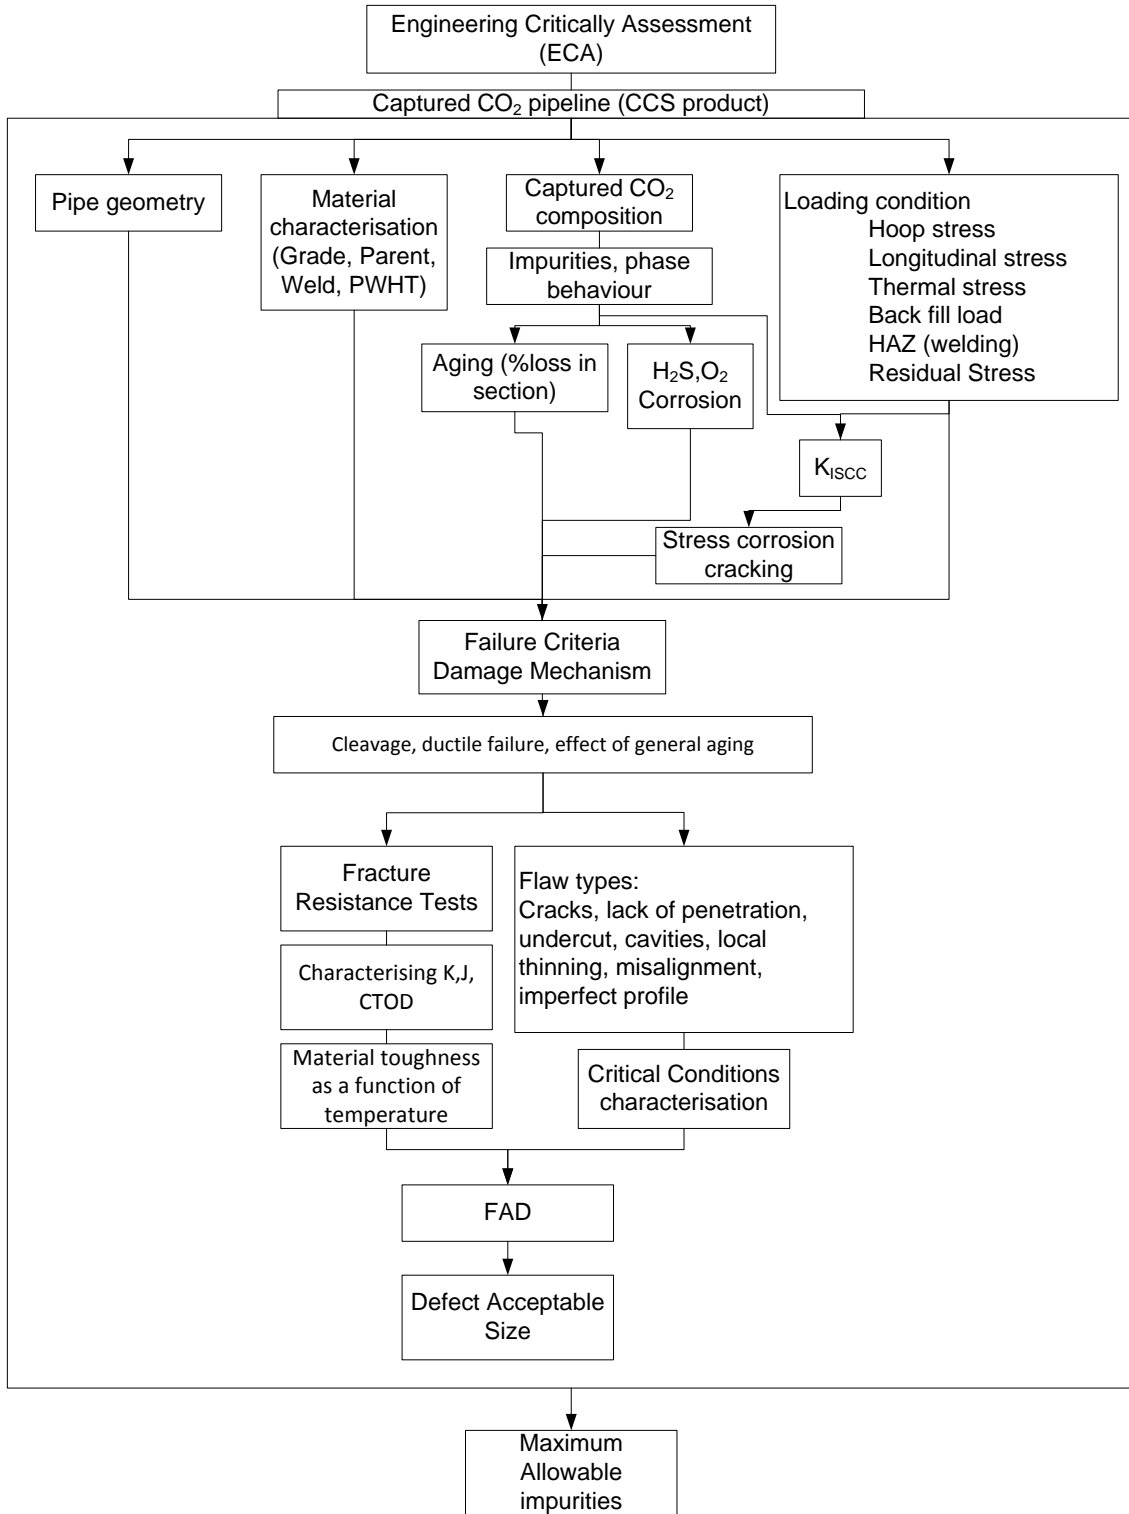 Engineering Critically Assessment
(ECA)
Captured CO₂ pipeline (CCS product)
Pipe geometry
Material
characterisation
(Grade, Parent,
Weld, PWHT)
Captured CO₂
composition
Loading condition
Hoop stress
Longitudinal stress
Thermal stress
Back fill load
HAZ (welding)
Residual Stress
Impurities, phase
behaviour
Aging (%loss in
section)
H₂S,O₂
Corrosion
K_ISCC
Stress corrosion
cracking
Failure Criteria
Damage Mechanism
Cleavage, ductile failure, effect of general aging
Fracture
Resistance Tests
Flaw types:
Cracks, lack of penetration,
undercut, cavities, local
thinning, misalignment,
imperfect profile
Characterising K,J,
CTOD
Material toughness
as a function of
temperature
Critical Conditions
characterisation
FAD
Defect Acceptable
Size
Maximum
Allowable
impurities